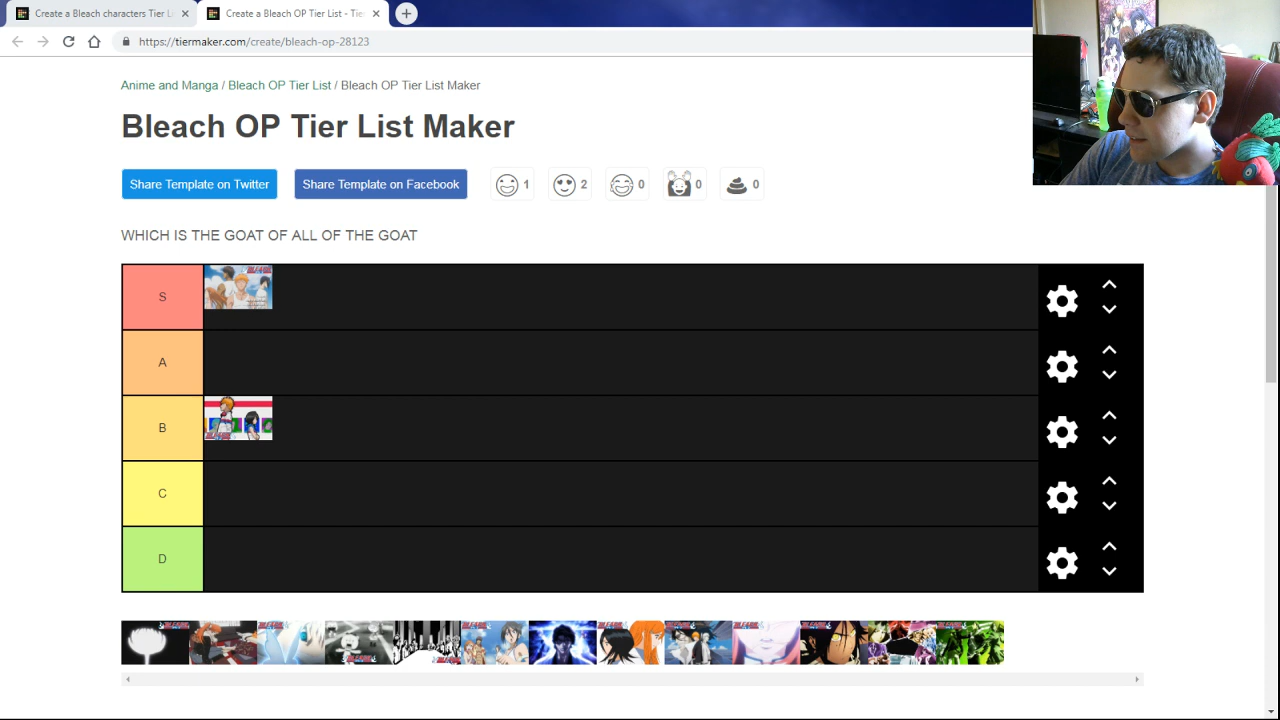 Create a Bleach characters Tier Li
Create a Bleach OP Tier List - Tie
https://tiermaker.com/create/bleach-op-28123
Anime and Manga / Bleach OP Tier List / Bleach OP Tier List Maker
Bleach OP Tier List Maker
Share Template on Twitter
Share Template on Facebook
1
2
0
0
0
WHICH IS THE GOAT OF ALL OF THE GOAT
S
A
B
C
D